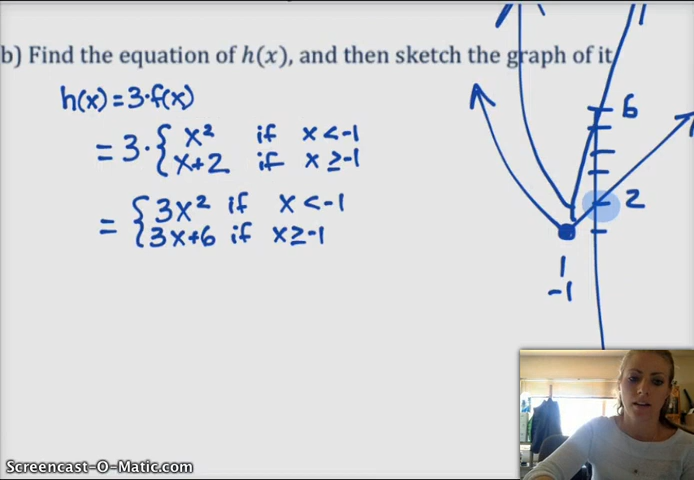 b) Find the equation of h(x), and then sketch the graph of it
h(x)=3·f(x)
=3·{ x² if x<-1
x+2 if x≥-1
={ 3x² if x<-1
3x+6 if x≥-1
6
2
1
-1
Screencast-O-Matic.com